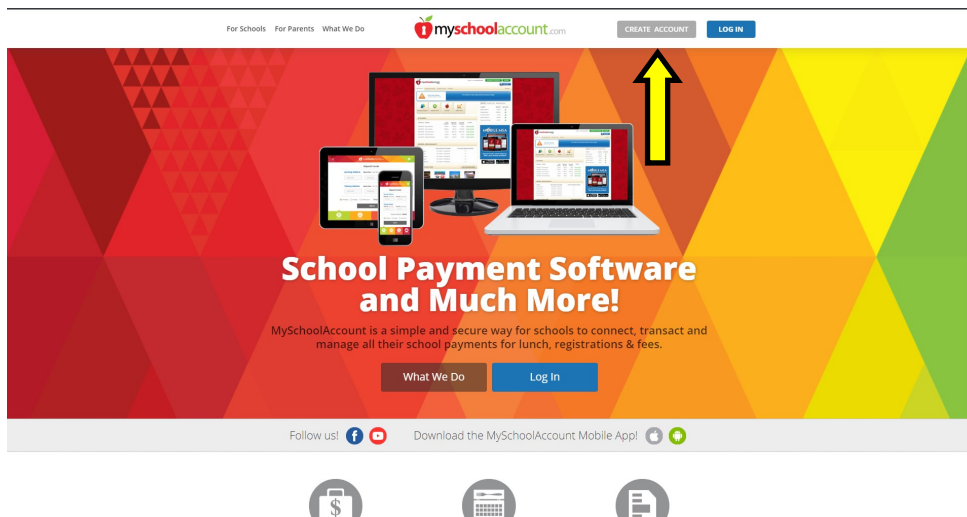 For Schools For Parents What We Do myschoolaccount.com CREATE ACCOUNT LOG IN
School Payment Software
and Much More!
MySchoolAccount is a simple and secure way for schools to connect, transact and
manage all their school payments for lunch, registrations & fees.
What We Do Log In
Follow us! Download the MySchoolAccount Mobile App!
$